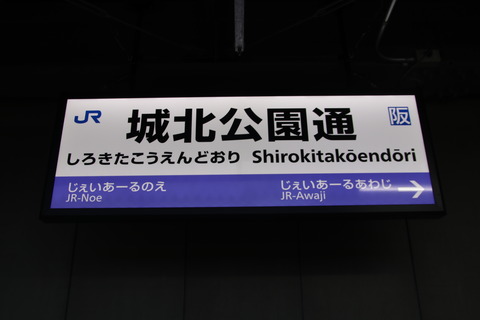 JR 城北公園通 阪
しろきたこうえんどおり Shirokitakōendōri
じぇいあーるのえ じぇいあーるあわじ
JR-Noe JR-Awaji